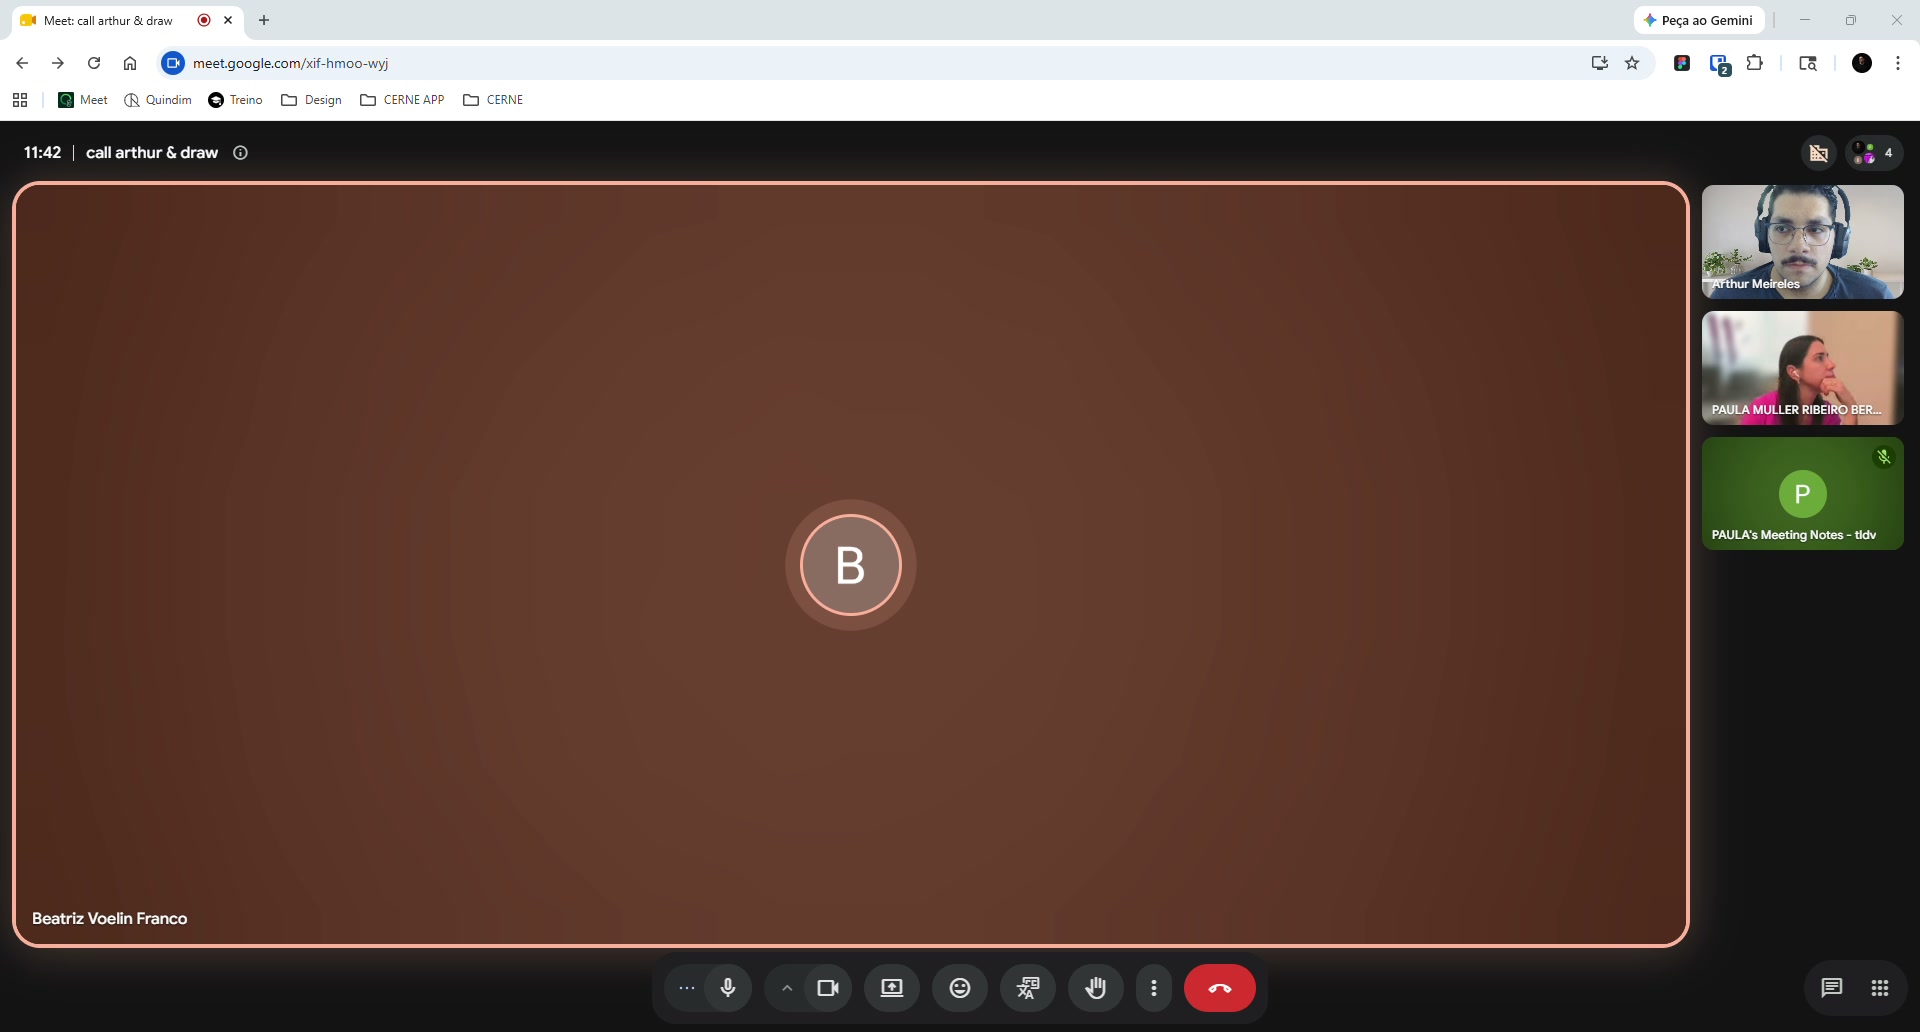 Meet: call arthur & draw
Peça ao Gemini
meet.google.com/xif-hmoo-wyj
2
Meet
Quindim
Treino
Design
CERNE APP
CERNE
11:42
call arthur & draw
4
Arthur Meireles
PAULA MULLER RIBEIRO BER...
P
PAULA's Meeting Notes - tldv
B
Beatriz Voelin Franco